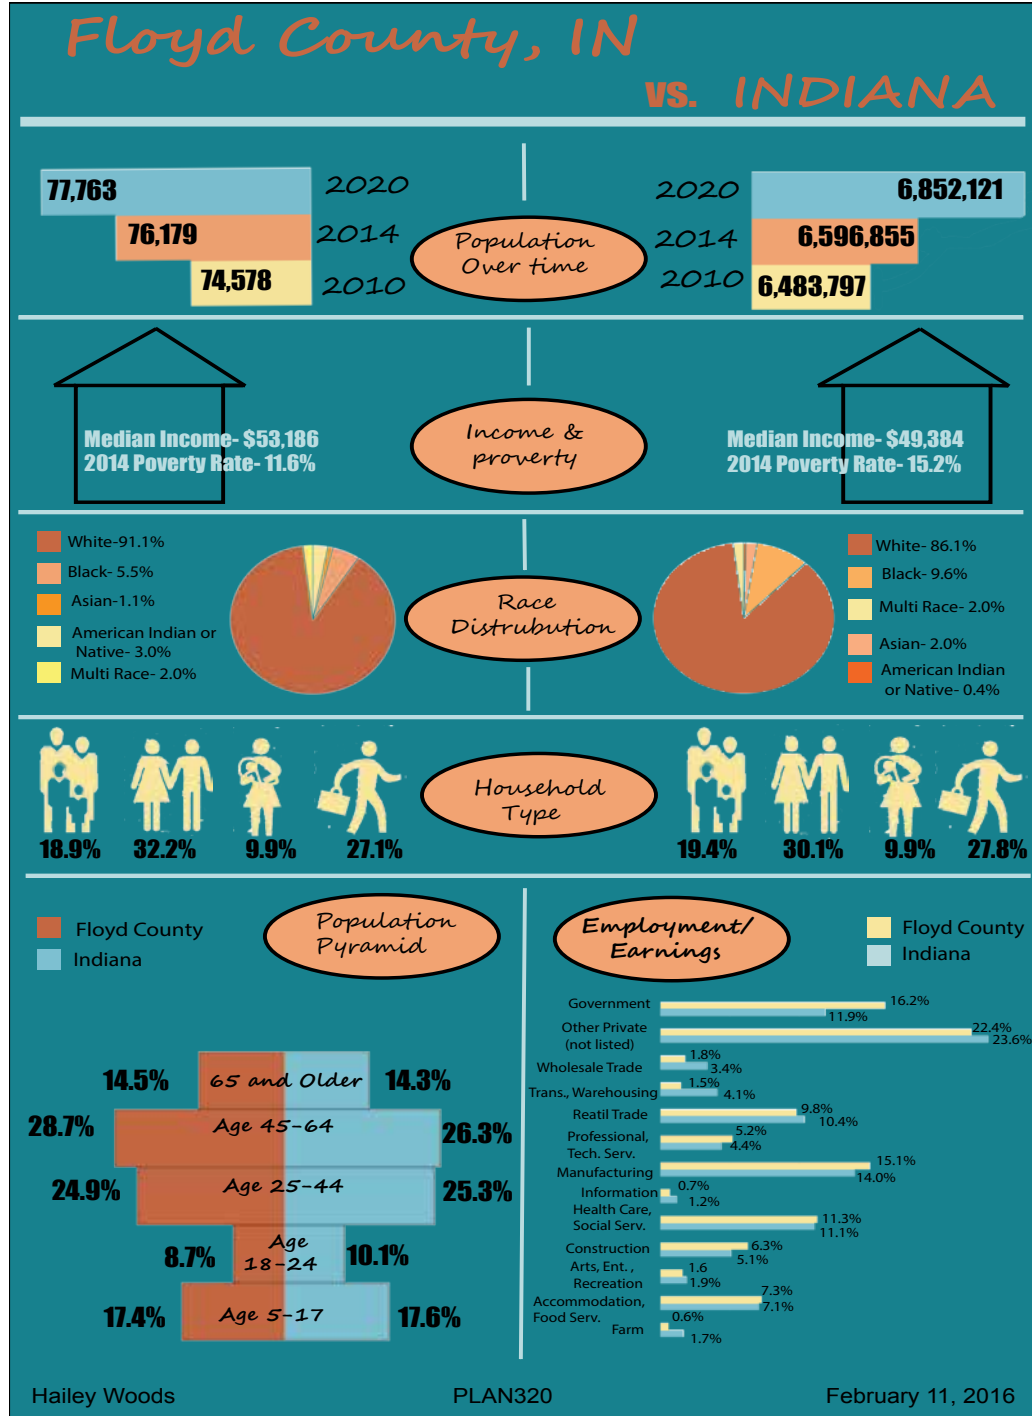 Floyd County, IN
vs. INDIANA
77,763
2020
76,179
2014
74,578
2010
Population
Over time
2020
6,852,121
2014
6,596,855
2010
6,483,797
Median Income- $53,186
2014 Poverty Rate- 11.6%
Income &
proverty
Median Income- $49,384
2014 Poverty Rate- 15.2%
White-91.1%
Black- 5.5%
Asian-1.1%
American Indian or
Native- 3.0%
Multi Race- 2.0%
Race
Distrubution
White- 86.1%
Black- 9.6%
Multi Race- 2.0%
Asian- 2.0%
American Indian
or Native- 0.4%
18.9%
32.2%
9.9%
27.1%
Household
Type
19.4%
30.1%
9.9%
27.8%
Floyd County
Indiana
Population
Pyramid
14.5%
65 and Older
14.3%
28.7%
Age 45-64
26.3%
24.9%
Age 25-44
25.3%
8.7%
Age
18-24
10.1%
17.4%
Age 5-17
17.6%
Employment/
Earnings
Floyd County
Indiana
Government
16.2%
11.9%
Other Private
(not listed)
22.4%
23.6%
Wholesale Trade
1.8%
3.4%
Trans., Warehousing
1.5%
4.1%
Reatil Trade
9.8%
10.4%
Professional,
Tech. Serv.
5.2%
4.4%
Manufacturing
15.1%
14.0%
Information
0.7%
1.2%
Health Care,
Social Serv.
11.3%
11.1%
Construction
6.3%
5.1%
Arts, Ent. ,
Recreation
1.6
1.9%
Accommodation,
Food Serv.
7.3%
7.1%
Farm
0.6%
1.7%
Hailey Woods
PLAN320
February 11, 2016